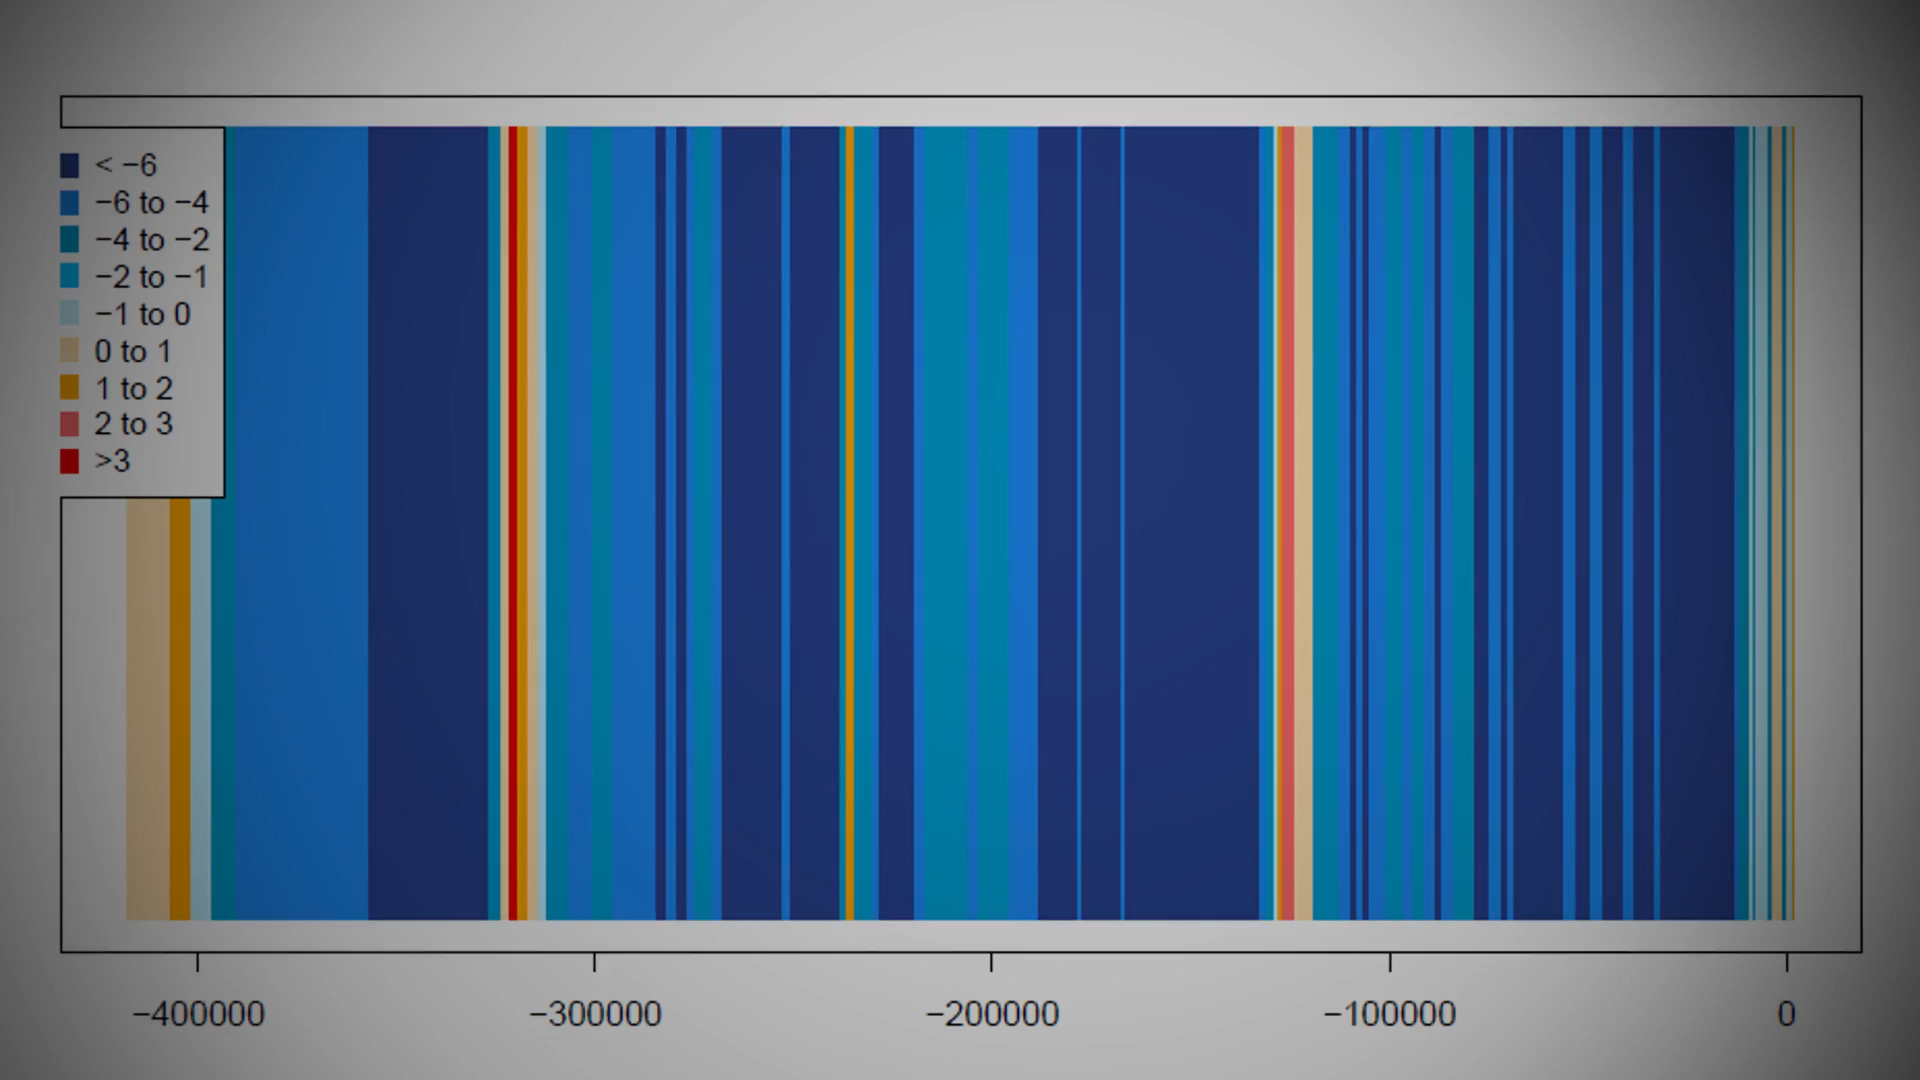 < −6
−6 to −4
−4 to −2
−2 to −1
−1 to 0
0 to 1
1 to 2
2 to 3
>3
−400000 −300000 −200000 −100000 0